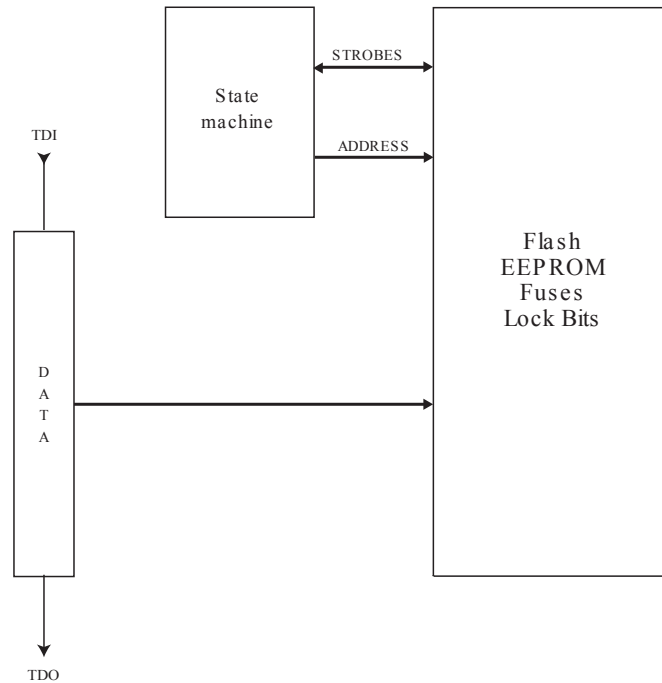 STROBES
State
machine
TDI
ADDRESS
Flash
EEPROM
Fuses
Lock Bits
D
A
T
A
TDO